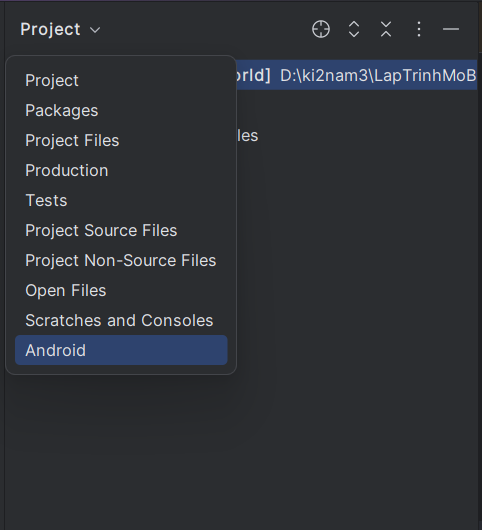 Project
orld] D:\ki2nam3\LapTrinhMoB
Project
Packages
Project Files
les
Production
Tests
Project Source Files
Project Non-Source Files
Open Files
Scratches and Consoles
Android